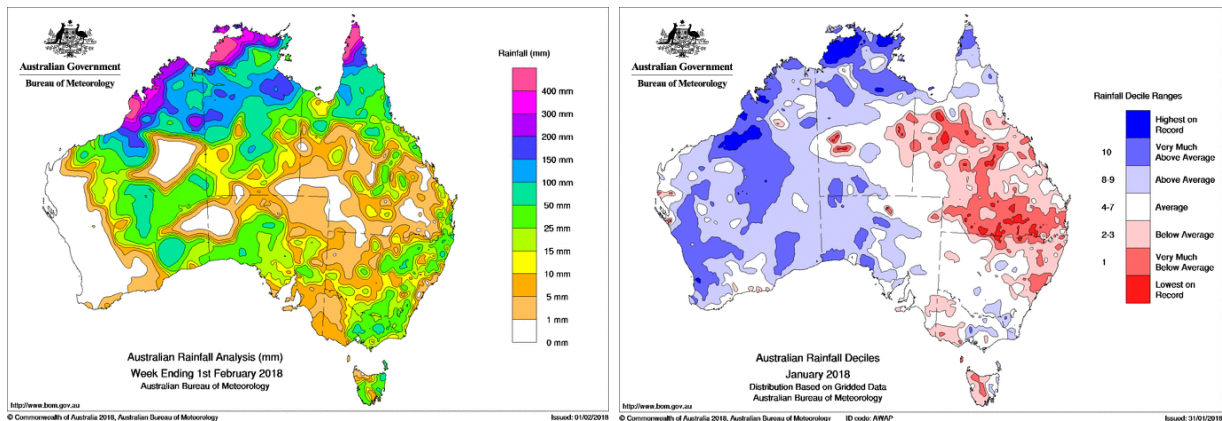 Australian Government
Bureau of Meteorology
Rainfall (mm)
400 mm
300 mm
200 mm
150 mm
100 mm
50 mm
25 mm
15 mm
10 mm
5 mm
1 mm
0 mm
Australian Rainfall Analysis (mm)
Week Ending 1st February 2018
Australian Bureau of Meteorology
http://www.bom.gov.au
© Commonwealth of Australia 2018, Australian Bureau of Meteorology
Issued: 01/02/2018
Australian Government
Bureau of Meteorology
Rainfall Decile Ranges
Highest on
Record
10 Very Much
Above Average
8-9 Above Average
4-7 Average
2-3 Below Average
1 Very Much
Below Average
Lowest on
Record
Australian Rainfall Deciles
January 2018
Distribution Based on Gridded Data
Australian Bureau of Meteorology
http://www.bom.gov.au
© Commonwealth of Australia 2018, Australian Bureau of Meteorology
ID code: AWAP
Issued: 31/01/2018